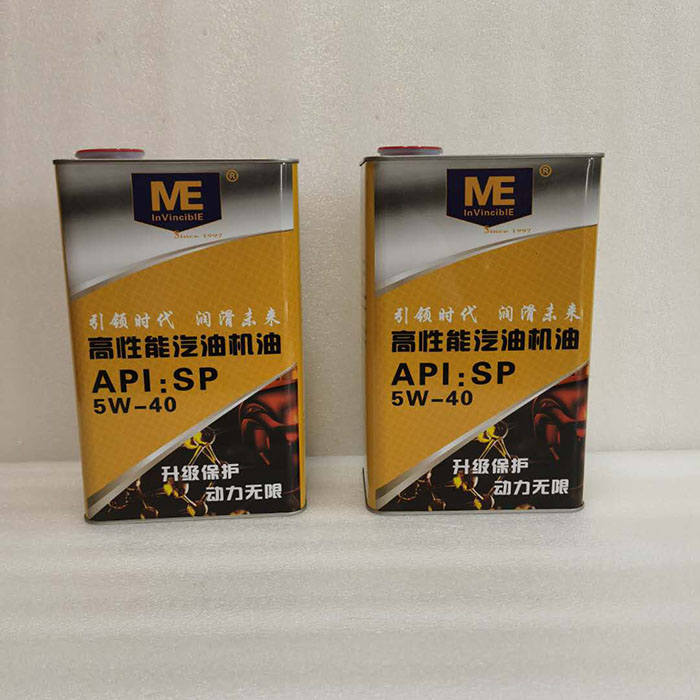 ME
®
InVinciblE
Since 1997
引领时代 润滑未来
高性能汽油机油
API:SP
5W-40
升级保护
动力无限
ME
®
InVinciblE
Since 1997
引领时代 润滑未来
高性能汽油机油
API:SP
5W-40
升级保护
动力无限